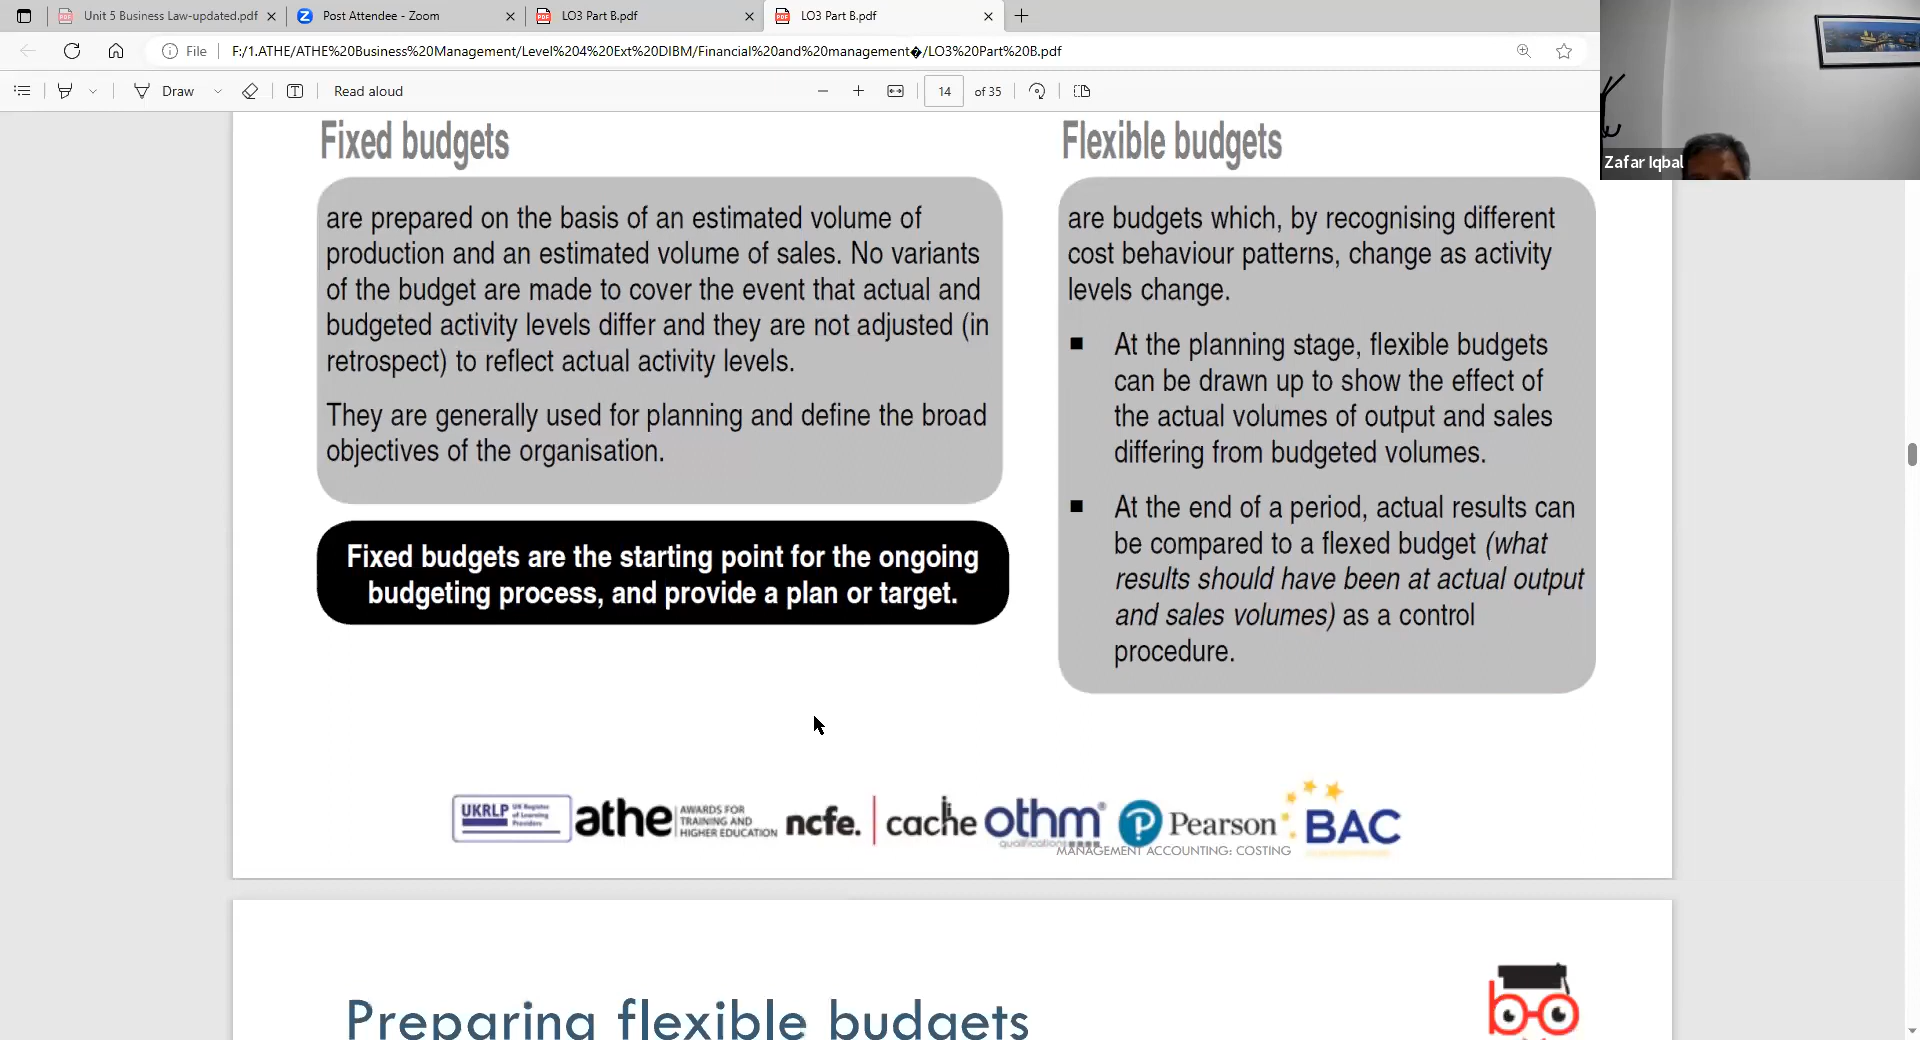 Unit 5 Business Law-updated.pdf
Post Attendee - Zoom
LO3 Part B.pdf
LO3 Part B.pdf
File
F:/1.ATHE/ATHE%20Business%20Management/Level%204%20Ext%20DIBM/Financial%20and%20management�/LO3%20Part%20B.pdf
Draw
Read aloud
14 of 35
Zafar Iqbal
Fixed budgets
are prepared on the basis of an estimated volume of
production and an estimated volume of sales. No variants
of the budget are made to cover the event that actual and
budgeted activity levels differ and they are not adjusted (in
retrospect) to reflect actual activity levels.
They are generally used for planning and define the broad
objectives of the organisation.
Fixed budgets are the starting point for the ongoing
budgeting process, and provide a plan or target.
Flexible budgets
are budgets which, by recognising different
cost behaviour patterns, change as activity
levels change.
■ At the planning stage, flexible budgets
can be drawn up to show the effect of
the actual volumes of output and sales
differing from budgeted volumes.
■ At the end of a period, actual results can
be compared to a flexed budget (what
results should have been at actual output
and sales volumes) as a control
procedure.
UKRLP
UK Register
of Learning
Providers
athe
AWARDS FOR
TRAINING AND
HIGHER EDUCATION
ncfe.
cache
othm
qualifications
Pearson
BAC
MANAGEMENT ACCOUNTING: COSTING
Preparing flexible budgets